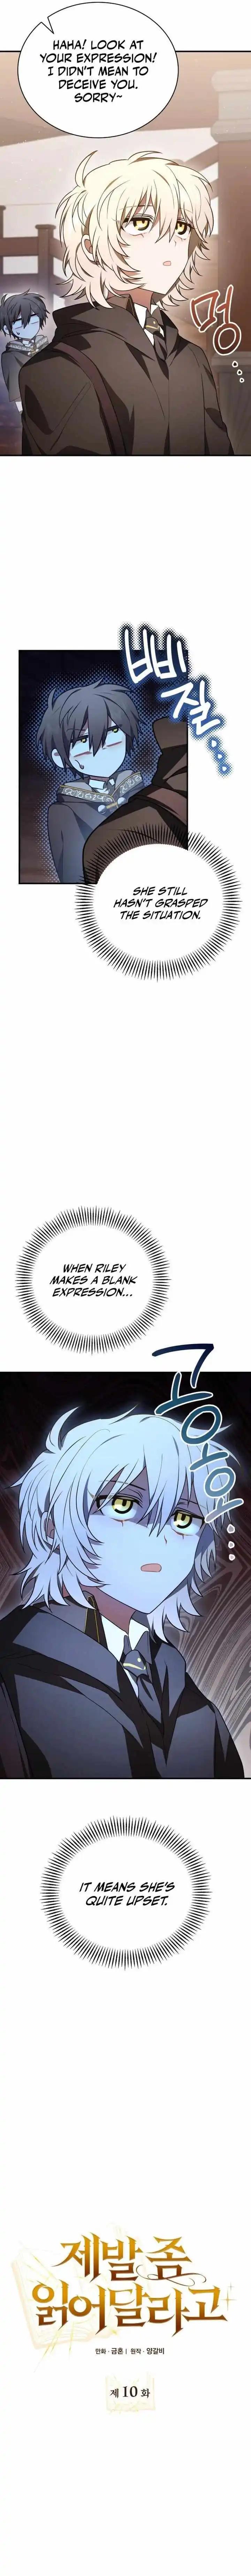 HAHA! LOOK AT
YOUR EXPRESSION!
I DIDN'T MEAN TO
DECEIVE YOU.
SORRY~
멍
삐질...
SHE STILL
HASN'T GRASPED
THE SITUATION.
WHEN RILEY
MAKES A BLANK
EXPRESSION...
고오오...
IT MEANS SHE'S
QUITE UPSET.
제발 좀
읽어달라고
만화·금혼 | 원작·양갈비
제 10 화